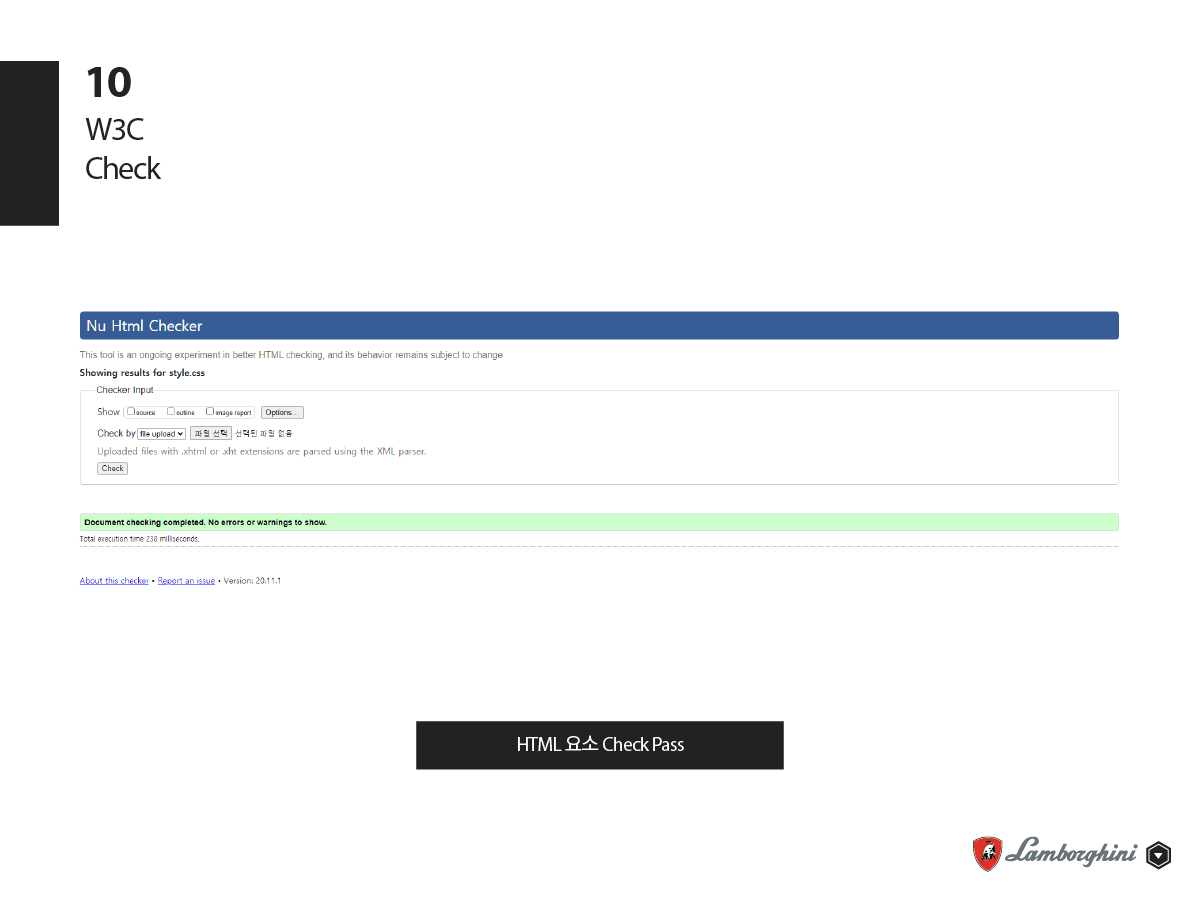 10
W3C
Check
Nu Html Checker
This tool is an ongoing experiment in better HTML checking, and its behavior remains subject to change
Showing results for style.css
Checker Input
Show source outline image report Options...
Check by file upload 파일 선택 선택된 파일 없음
Uploaded files with .xhtml or .xht extensions are parsed using the XML parser.
Check
Document checking completed. No errors or warnings to show.
Total execution time 238 milliseconds.
About this checker • Report an issue • Version: 20.11.1
HTML 요소 Check Pass
Lamborghini